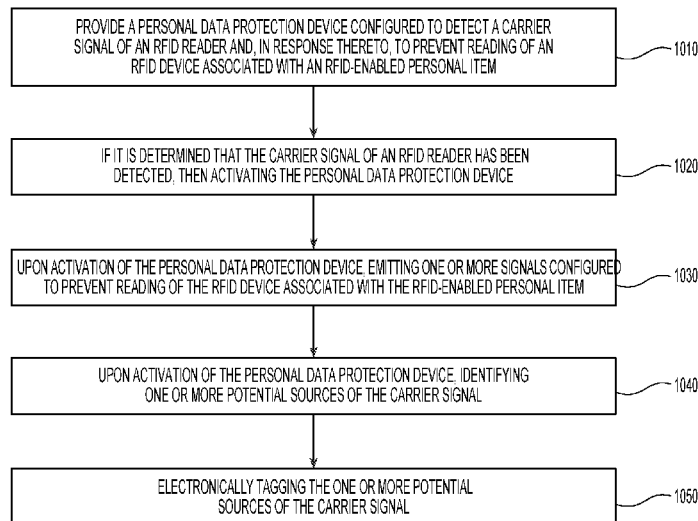 PROVIDE A PERSONAL DATA PROTECTION DEVICE CONFIGURED TO DETECT A CARRIER
SIGNAL OF AN RFID READER AND, IN RESPONSE THERETO, TO PREVENT READING OF AN
RFID DEVICE ASSOCIATED WITH AN RFID-ENABLED PERSONAL ITEM
1010
IF IT IS DETERMINED THAT THE CARRIER SIGNAL OF AN RFID READER HAS BEEN
DETECTED, THEN ACTIVATING THE PERSONAL DATA PROTECTION DEVICE
1020
UPON ACTIVATION OF THE PERSONAL DATA PROTECTION DEVICE, EMITTING ONE OR MORE SIGNALS CONFIGURED
TO PREVENT READING OF THE RFID DEVICE ASSOCIATED WITH THE RFID-ENABLED PERSONAL ITEM
1030
UPON ACTIVATION OF THE PERSONAL DATA PROTECTION DEVICE, IDENTIFYING
ONE OR MORE POTENTIAL SOURCES OF THE CARRIER SIGNAL
1040
ELECTRONICALLY TAGGING THE ONE OR MORE POTENTIAL
SOURCES OF THE CARRIER SIGNAL
1050